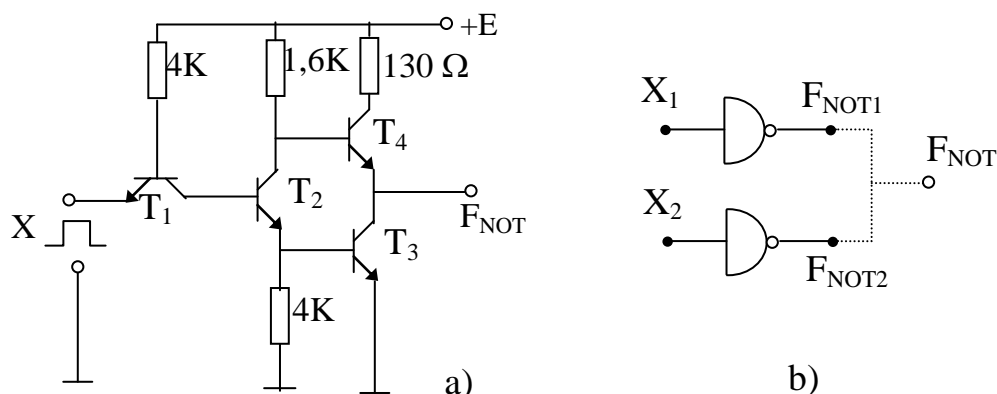 +E
4K
1,6K
130 Ω
T4
T2
T1
X
FNOT
T3
4K
a)
X1
FNOT1
FNOT
X2
FNOT2
b)